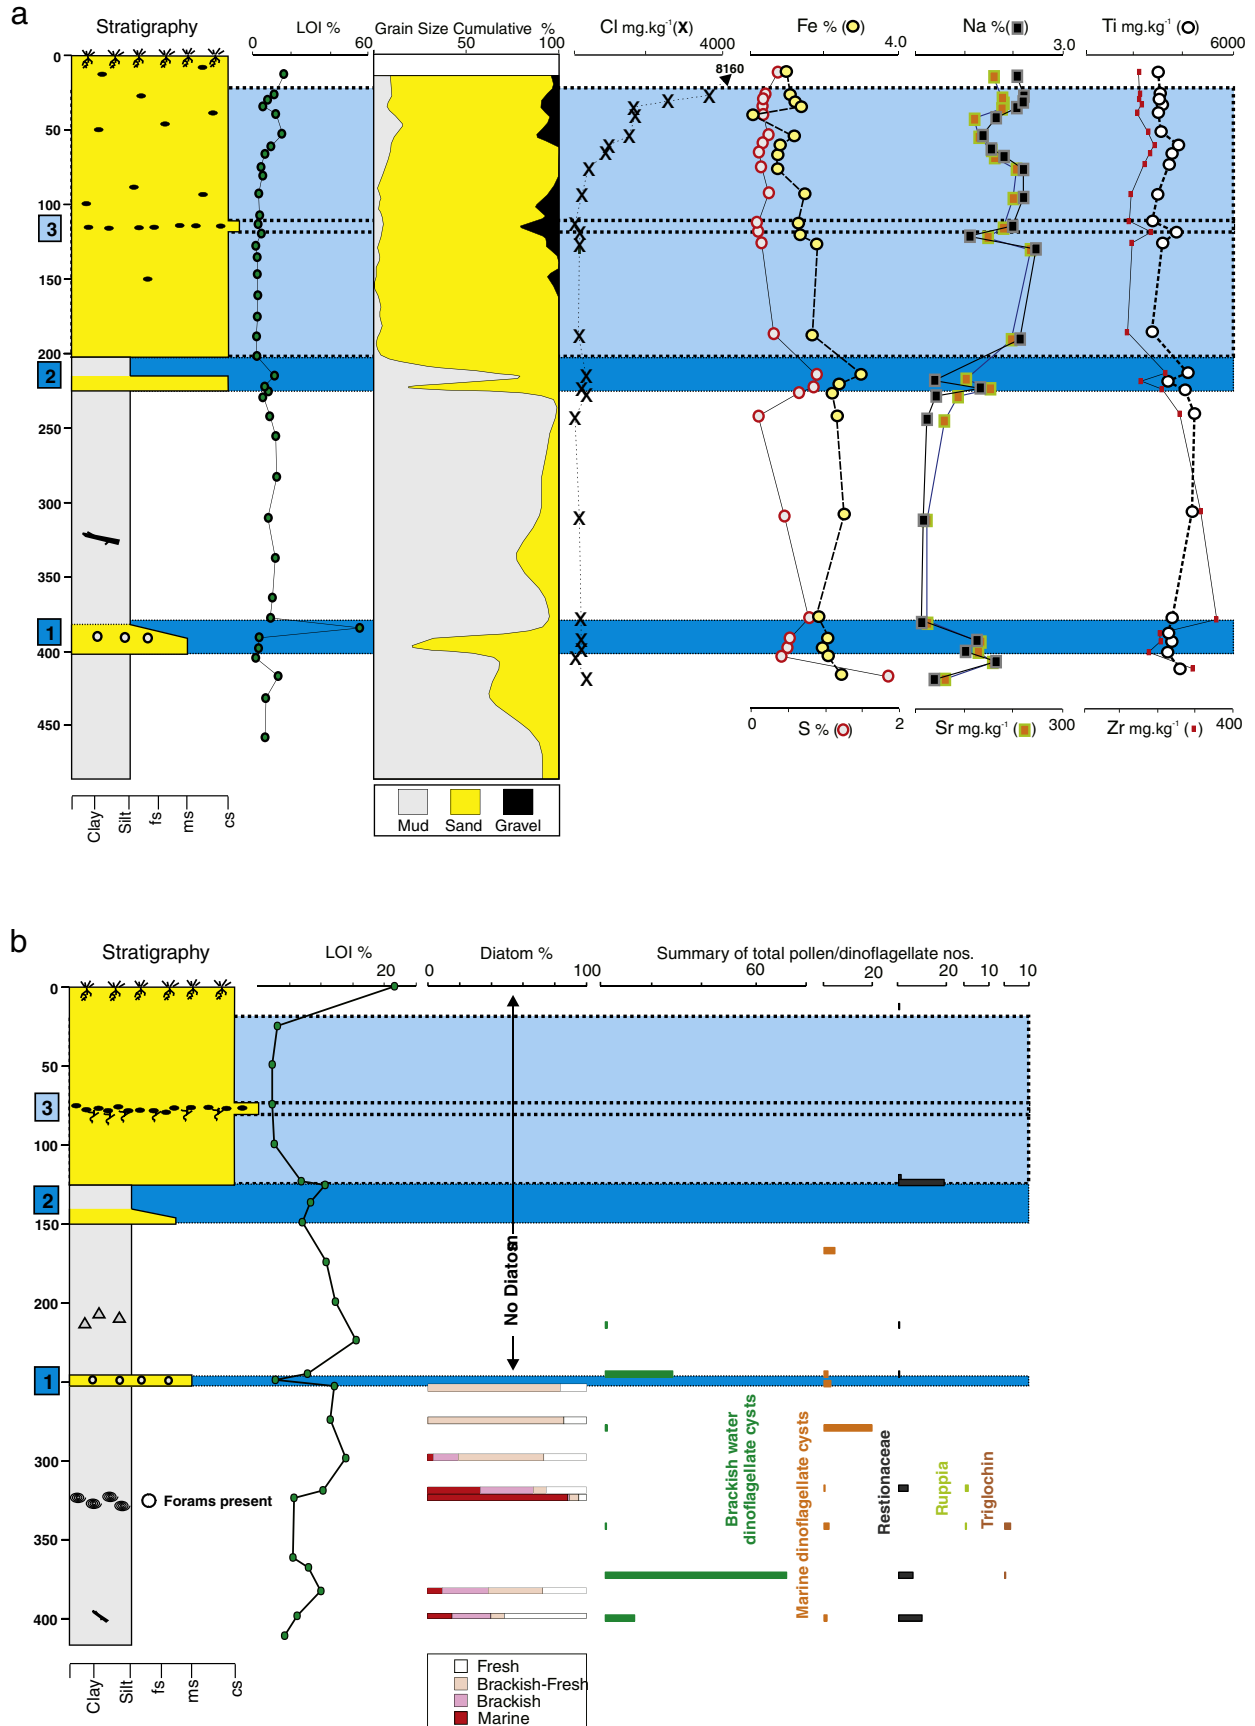 a
Stratigraphy LOI % Grain Size Cumulative % Cl mg.kg-1 (X) Fe % ( ) Na % ( ) Ti mg.kg-1 ( )
0 60 50 4000 4.0 3.0 6000
8160
0
50
100
3
150
200
2
250
300
350
1
400
450
0 2 300 400
S % ( ) Sr mg.kg-1 ( ) Zr mg.kg-1 ( )
Clay Silt fs ms cs
Mud Sand Gravel
b
Stratigraphy LOI % Diatom % Summary of total pollen/dinoflagellate nos.
20 0 100 60 20 20 10 10
0
50
3
100
2
150
200
No Diatoms
1
300
350
400
Forams present
Brackish water dinoflagellate cysts
Marine dinoflagellate cysts
Restionaceae
Ruppia
Triglochin
Clay Silt fs ms cs
Fresh
Brackish-Fresh
Brackish
Marine